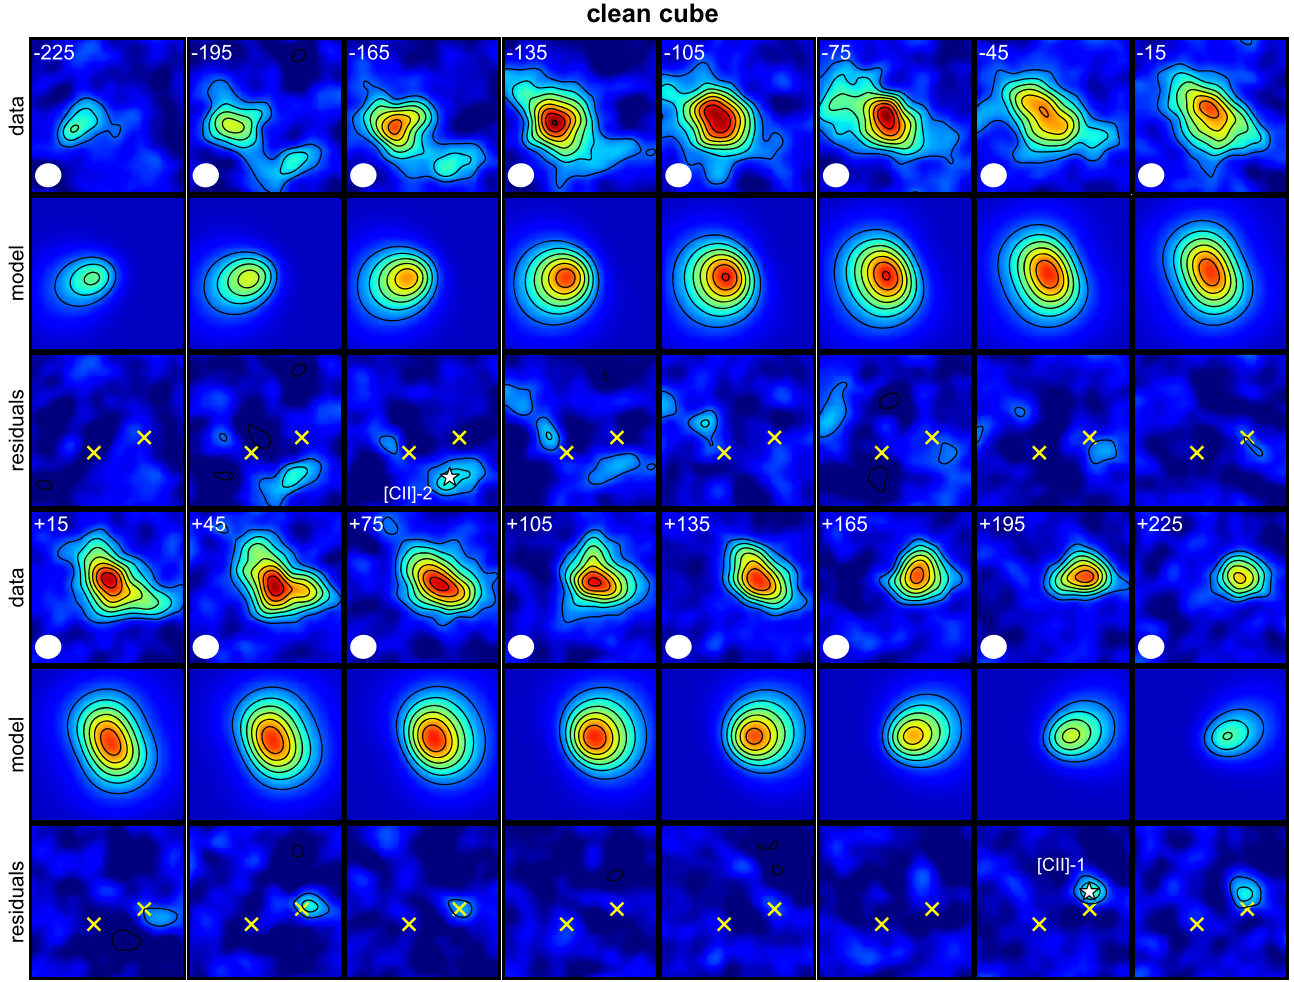 clean cube
data
-225 -195 -165 -135 -105 -75 -45 -15
model
residuals
[CII]-2
data
+15 +45 +75 +105 +135 +165 +195 +225
model
residuals
[CII]-1